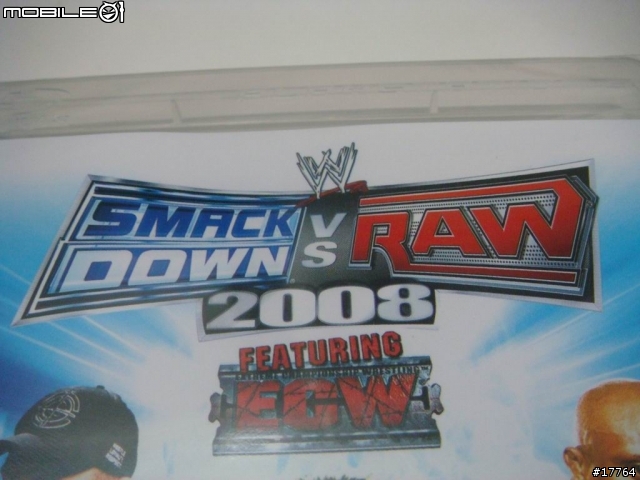 MOBILE01
W
SMACK
DOWN
VS
RAW
2008
FEATURING
ECW
#17764